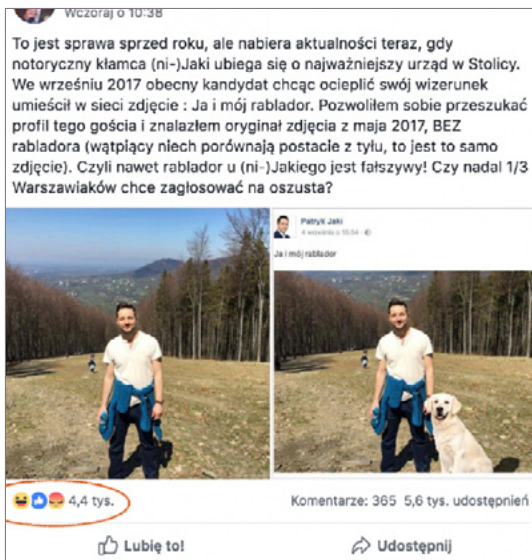 Wczoraj o 10:38
To jest sprawa sprzed roku, ale nabiera aktualności teraz, gdy
notoryczny kłamca (ni-)Jaki ubiega się o najważniejszy urząd w Stolicy.
We wrześniu 2017 obecny kandydat chcąc ocieplić swój wizerunek
umieścił w sieci zdjęcie : Ja i mój rablador. Pozwoliłem sobie przeszukać
profil tego gościa i znalazłem oryginał zdjęcia z maja 2017, BEZ
rabladora (wątpiący niech porównają postacie z tyłu, to jest to samo
zdjęcie). Czyli nawet rablador u (ni-)Jakiego jest fałszywy! Czy nadal 1/3
Warszawiaków chce zagłosować na oszusta?
Patryk Jaki
4 września o 15:54
Ja i mój rablador
4,4 tys.
Komentarze: 365 5,6 tys. udostępnień
Lubię to!
Udostępnij